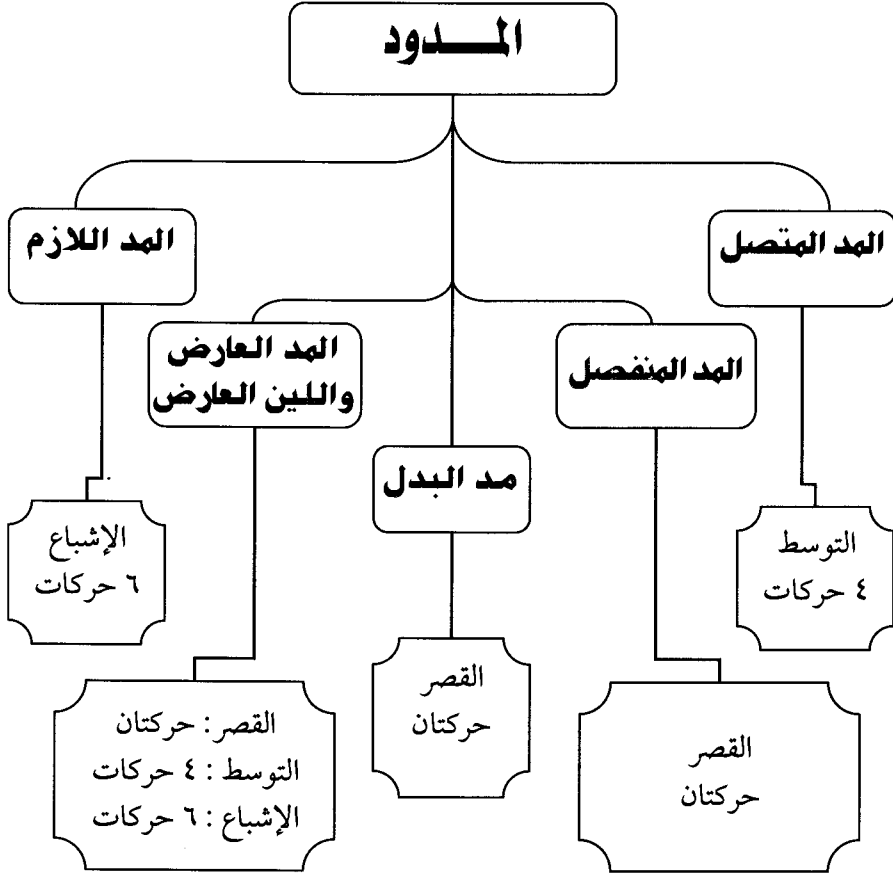 المدود
المد المتصل
المد اللازم
المد المنفصل
المد العارض
واللين العارض
مد البدل
التوسط
٤ حركات
الإشباع
٦ حركات
القصر
حركتان
القصر
حركتان
القصر : حركتان
التوسط : ٤ حركات
الإشباع : ٦ حركات